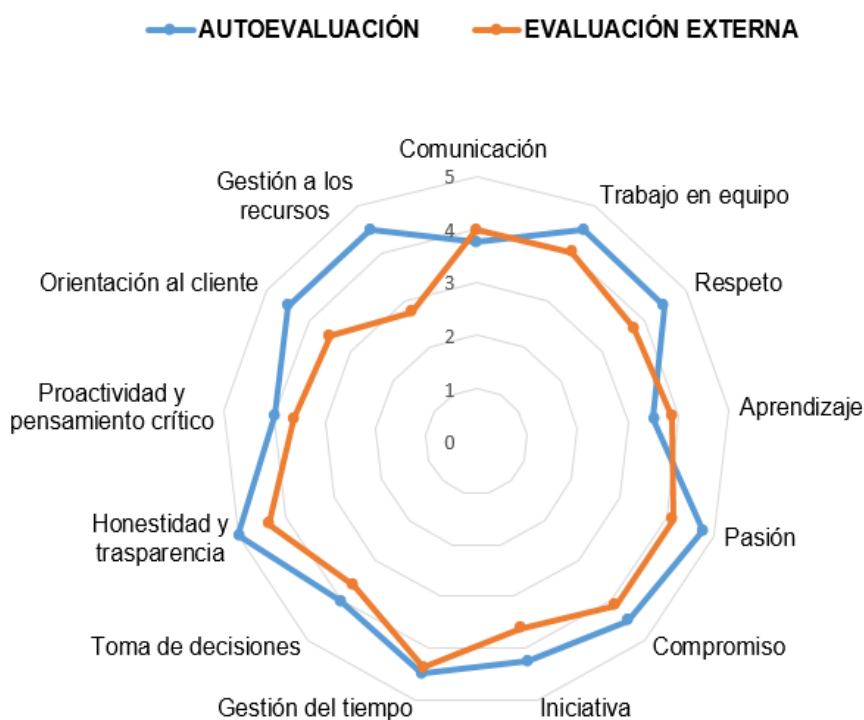 AUTOEVALUACIÓN
EVALUACIÓN EXTERNA
Comunicación
Trabajo en equipo
Respeto
Aprendizaje
Pasión
Compromiso
Iniciativa
Gestión del tiempo
Toma de decisiones
Honestidad y
trasparencia
Proactividad y
pensamiento crítico
Orientación al cliente
Gestión a los
recursos
5
4
3
2
1
0